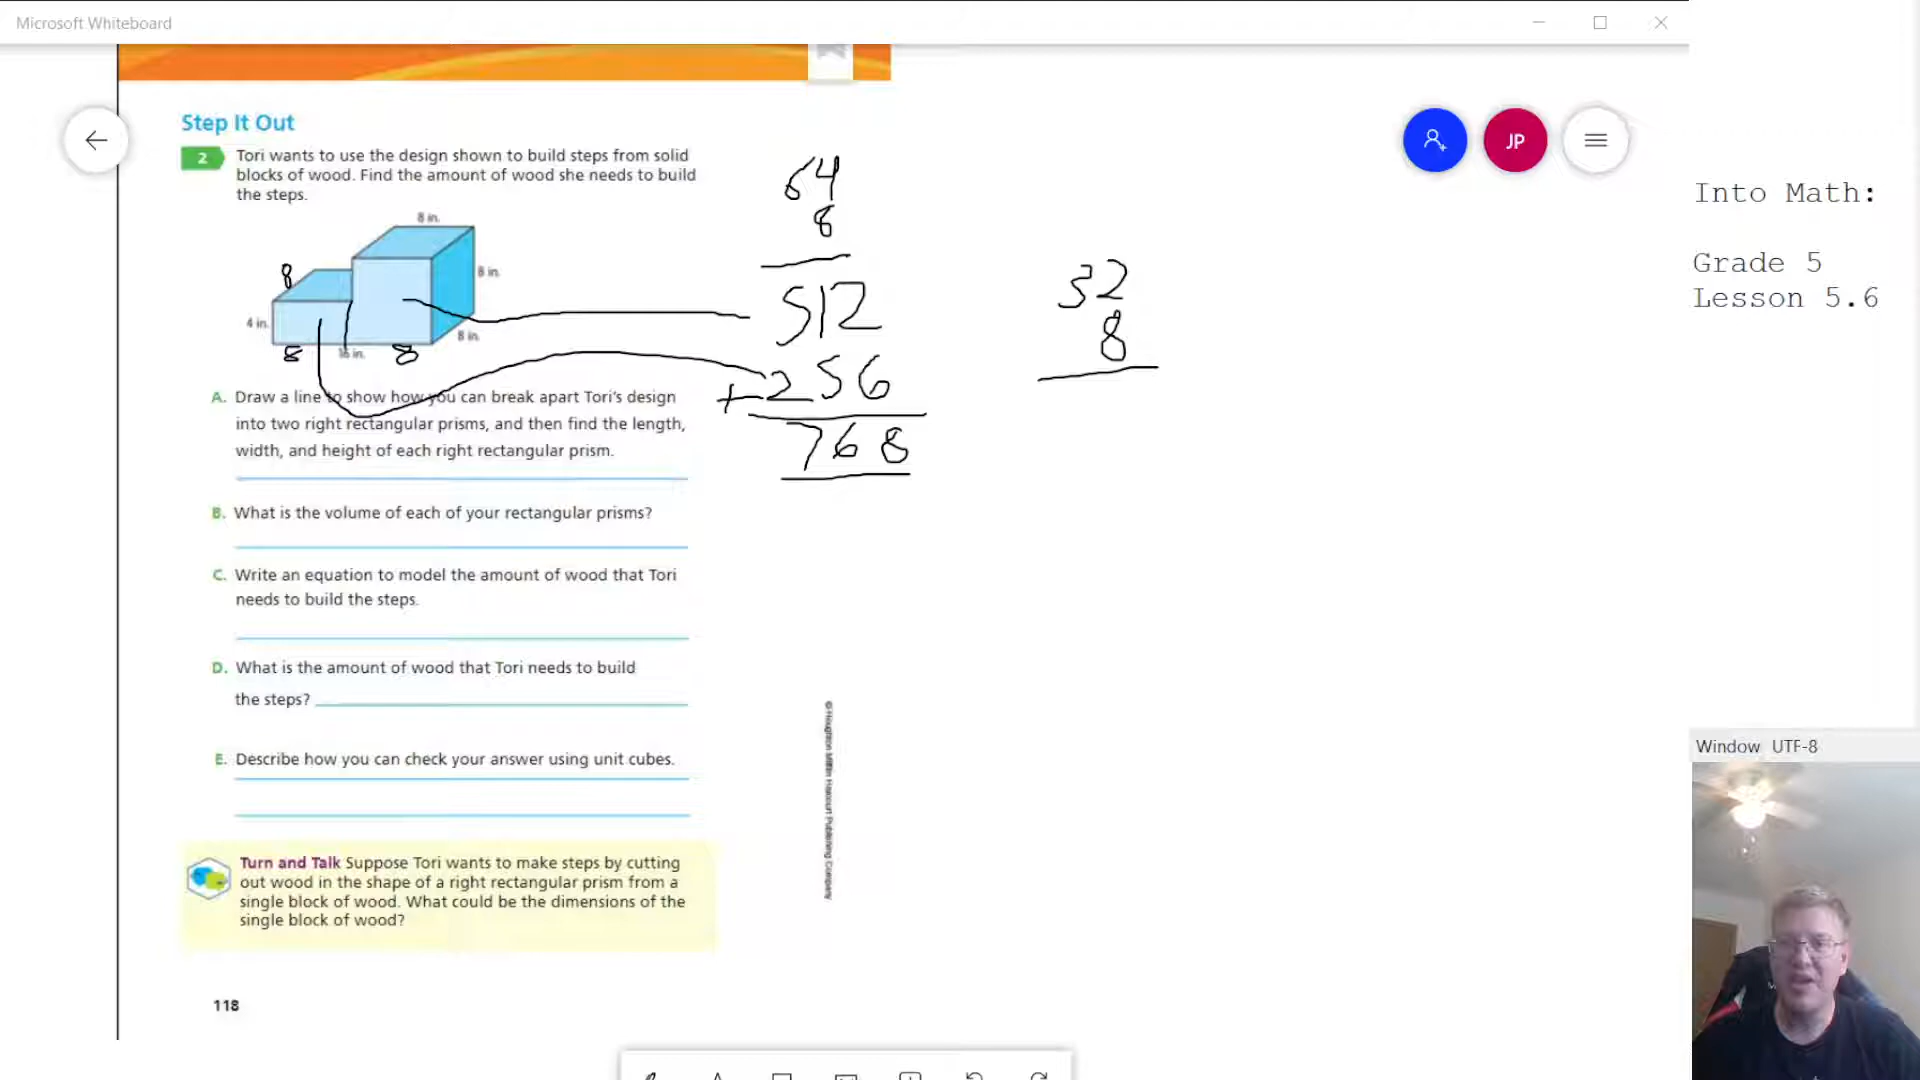 Microsoft Whiteboard
Step It Out
2 Tori wants to use the design shown to build steps from solid
blocks of wood. Find the amount of wood she needs to build
the steps.
8 in.
8
8 in.
4 in.
8 in.
8
16 in.
8
A. Draw a line to show how you can break apart Tori's design
into two right rectangular prisms, and then find the length,
width, and height of each right rectangular prism.
B. What is the volume of each of your rectangular prisms?
C. Write an equation to model the amount of wood that Tori
needs to build the steps.
D. What is the amount of wood that Tori needs to build
the steps?
E. Describe how you can check your answer using unit cubes.
Turn and Talk Suppose Tori wants to make steps by cutting
out wood in the shape of a right rectangular prism from a
single block of wood. What could be the dimensions of the
single block of wood?
118
© Houghton Mifflin Harcourt Publishing Company
64
8
512
+256
768
32
8
JP
Into Math:
Grade 5
Lesson 5.6
Window UTF-8